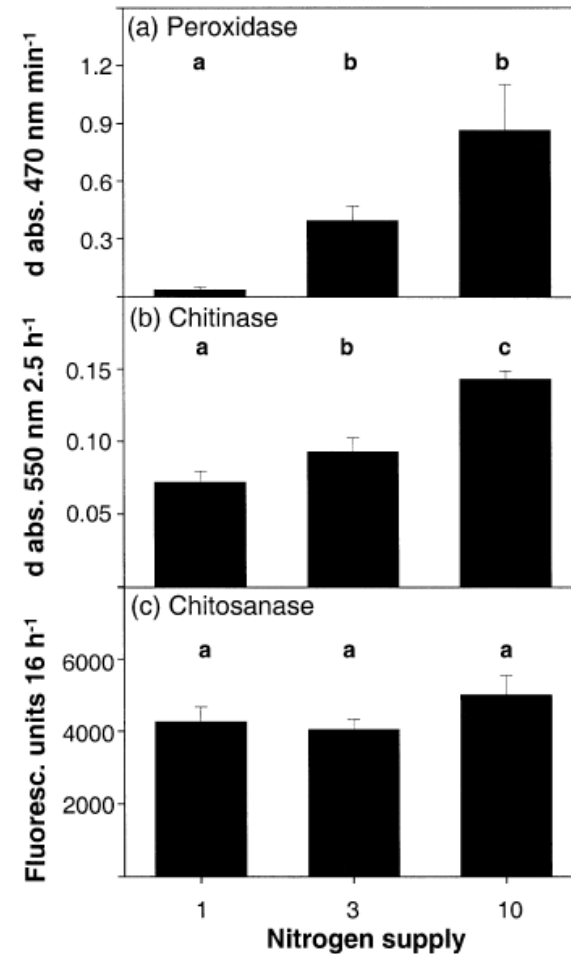 (a) Peroxidase
a b b
1.2
0.9
0.6
0.3
d abs. 470 nm min⁻¹
(b) Chitinase
a b c
0.15
0.10
0.05
d abs. 550 nm 2.5 h⁻¹
(c) Chitosanase
a a a
6000
4000
2000
Fluoresc. units 16 h⁻¹
1 3 10
Nitrogen supply